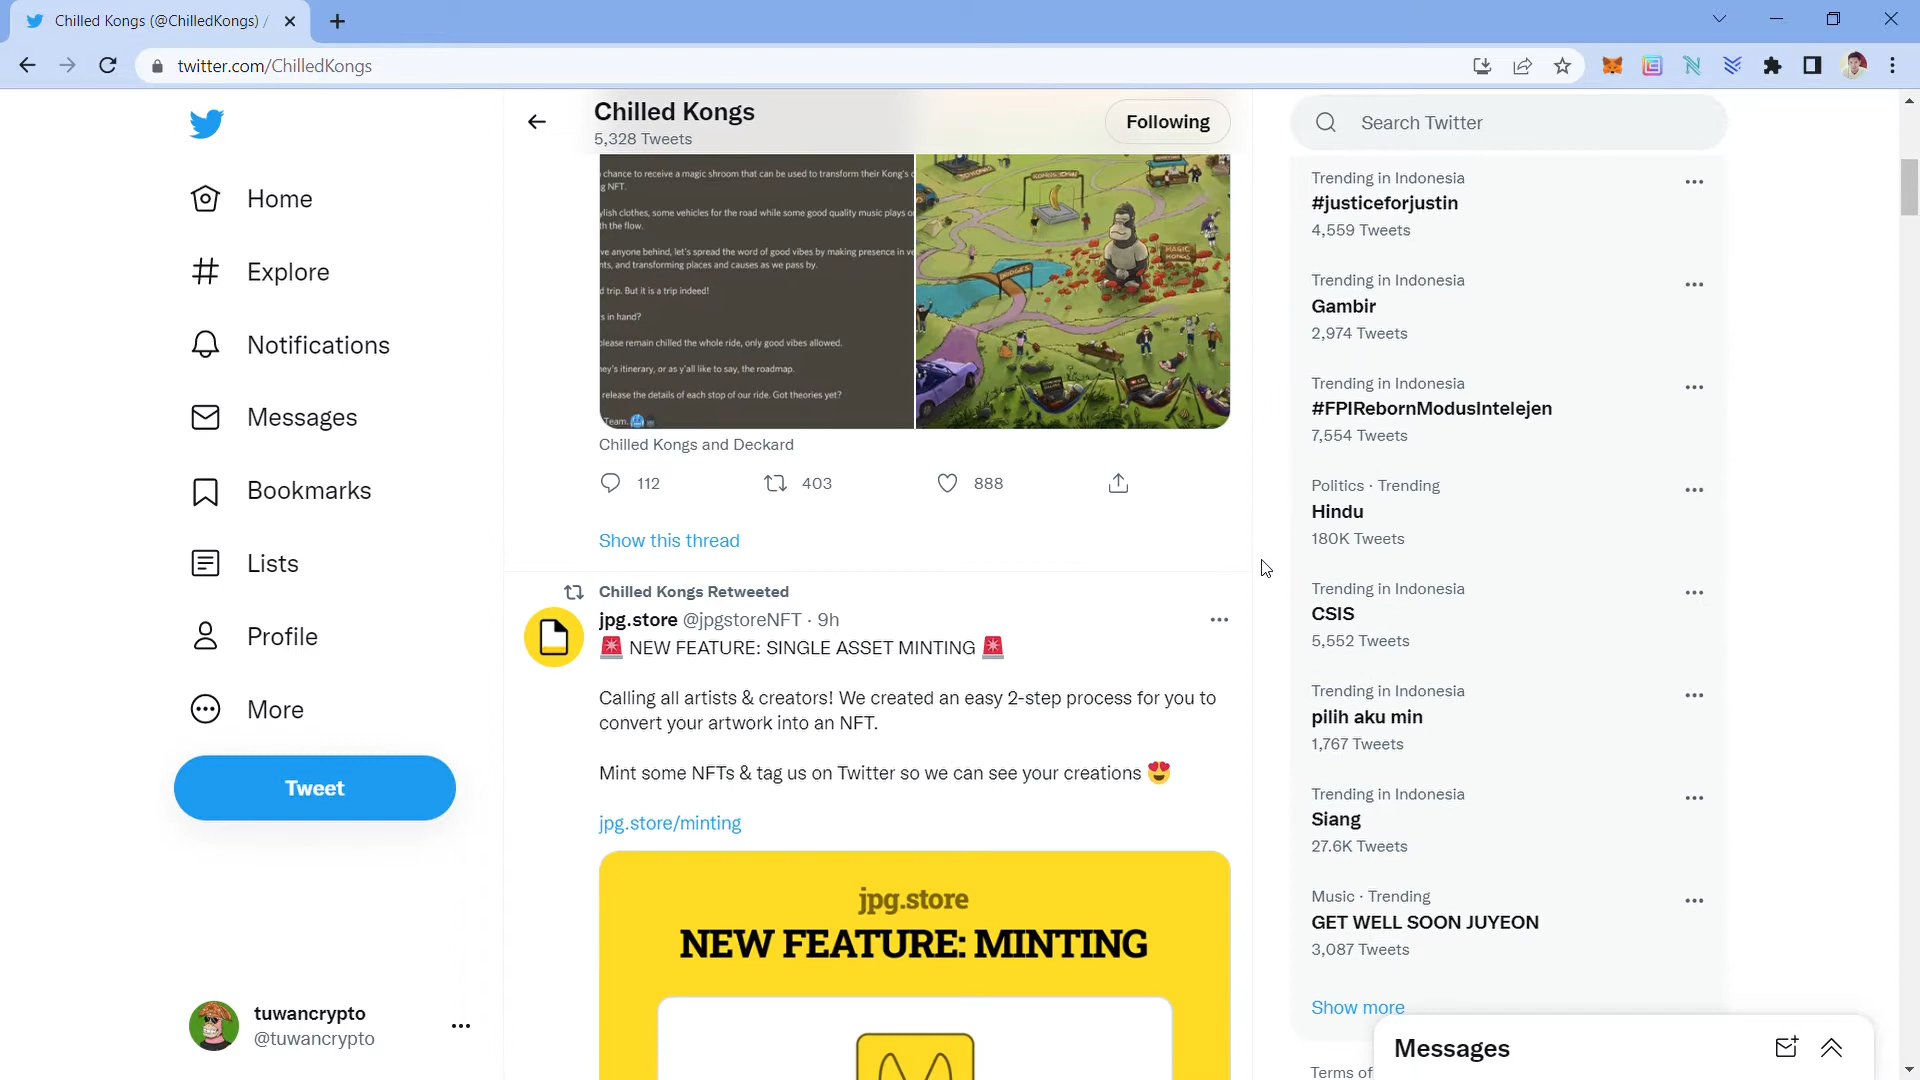 Chilled Kongs (@ChilledKongs) /
twitter.com/ChilledKongs
Home
Explore
Notifications
Messages
Bookmarks
Lists
Profile
More
Tweet
tuwancrypto
@tuwancrypto
Chilled Kongs
5,328 Tweets
Following
chance to receive a magic shroom that can be used to transform their Kong's
g NFT.
lish clothes, some vehicles for the road while some good quality music plays
th the flow.
ve anyone behind, let's spread the word of good vibes by making presence in
nts, and transforming places and causes as we pass by.
d trip. But it is a trip indeed!
s in hand?
please remain chilled the whole ride, only good vibes allowed.
ney's itinerary, or as y'all like to say, the roadmap.
release the details of each stop of our ride. Got theories yet?
Team.
MAGIC
KONGS
Chilled Kongs and Deckard
112
403
888
Show this thread
Chilled Kongs Retweeted
jpg.store @jpgstoreNFT · 9h
🚨 NEW FEATURE: SINGLE ASSET MINTING 🚨
Calling all artists & creators! We created an easy 2-step process for you to
convert your artwork into an NFT.
Mint some NFTs & tag us on Twitter so we can see your creations 😍
jpg.store/minting
jpg.store
NEW FEATURE: MINTING
Search Twitter
Trending in Indonesia
#justiceforjustin
4,559 Tweets
Trending in Indonesia
Gambir
2,974 Tweets
Trending in Indonesia
#FPIRebornModusIntelejen
7,554 Tweets
Politics · Trending
Hindu
180K Tweets
Trending in Indonesia
CSIS
5,552 Tweets
Trending in Indonesia
pilih aku min
1,767 Tweets
Trending in Indonesia
Siang
27.6K Tweets
Music · Trending
GET WELL SOON JUYEON
3,087 Tweets
Show more
Terms of
Messages